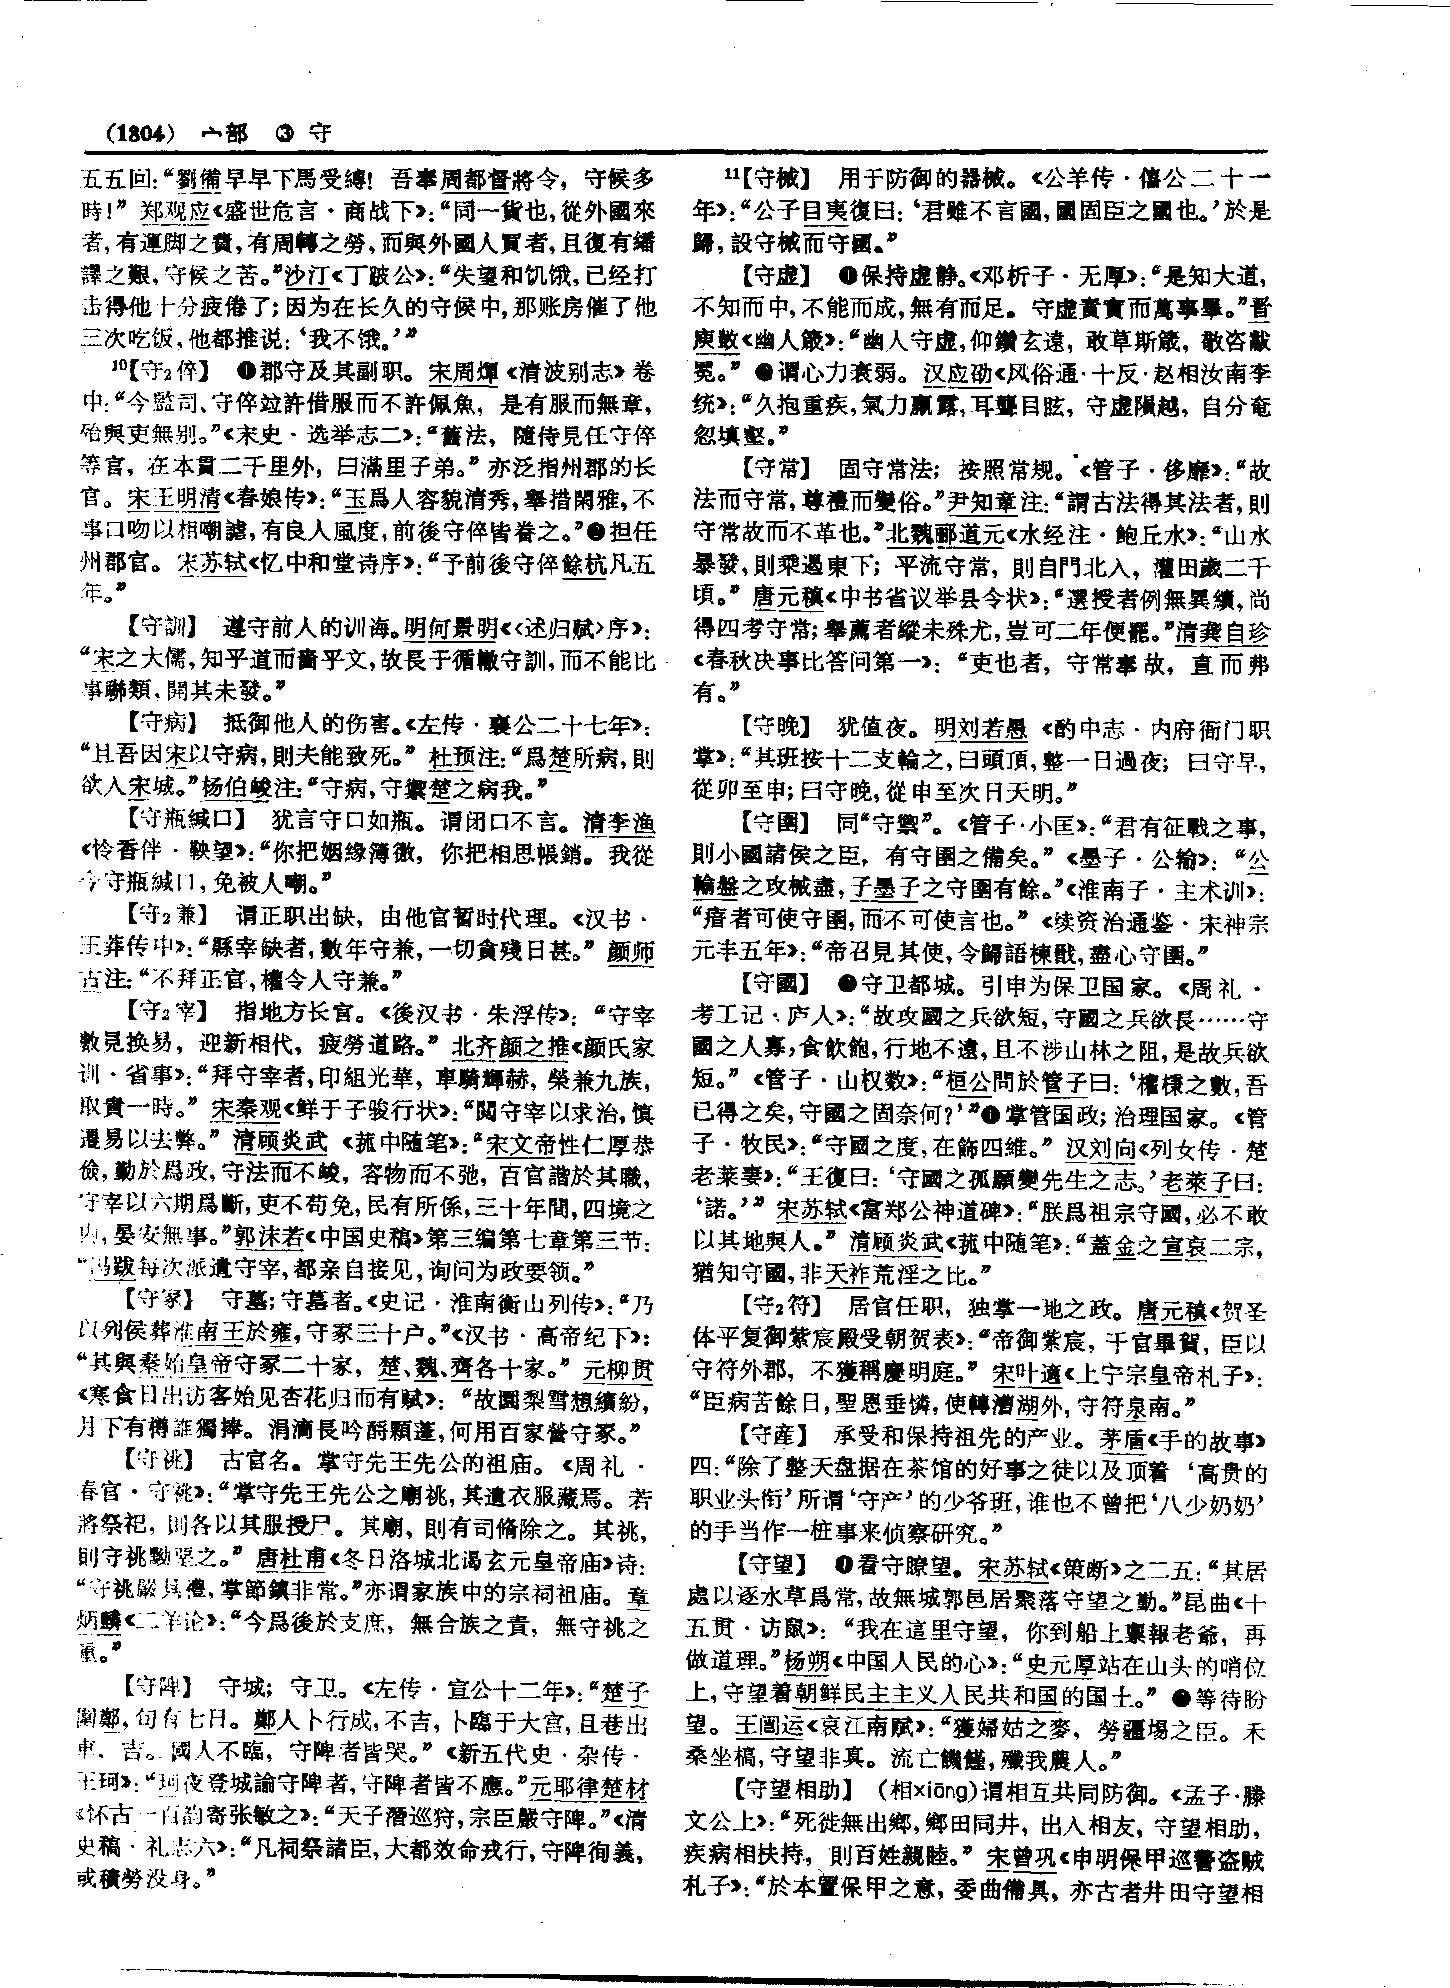 (1304) 宀部 ③ 守
五五回：“劉備早早下馬受縛！吾奉周都督將令，守候多
時！” 郑观应《盛世危言·商战下》：“同一貨也，從外國來
者，有運脚之費，有周轉之勞，而與外國人買者，且復有繙
譯之艱，守候之苦。”沙汀《丁跛公》：“失望和饥饿，已经打
击得他十分疲倦了；因为在长久的守候中，那账房催了他
三次吃饭，他都推说：‘我不饿。’”
¹⁰【守₂倅】 ❶郡守及其副职。宋周煇《清波别志》卷
中：“今監司、守倅竝許借服而不許佩魚，是有服而無章，
殆與吏無别。”《宋史·选举志二》：“舊法，隨侍見任守倅
等官，在本貫二千里外，曰滿里子弟。”亦泛指州郡的长
官。宋王明清《春娘传》：“玉爲人容貌清秀，舉措閑雅，不
事口吻以相嘲謔，有良人風度，前後守倅皆眷之。”❷担任
州郡官。宋苏轼《忆中和堂诗序》：“予前後守倅餘杭凡五
年。”
【守訓】 遵守前人的训诲。明何景明《〈述归赋〉序》：
“宋之大儒，知乎道而嗇乎文，故長于循轍守訓，而不能比
事聯類，開其未發。”
【守病】 抵御他人的伤害。《左传·襄公二十七年》：
“且吾因宋以守病，則夫能致死。” 杜预注：“爲楚所病，則
欲入宋城。”杨伯峻注：“守病，守禦楚之病我。”
【守瓶緘口】 犹言守口如瓶。谓闭口不言。清李渔
《怜香伴·鞅望》：“你把姻緣簿徹，你把相思帳銷。我從
今守瓶緘口，免被人嘲。”
【守₂兼】 谓正职出缺，由他官暂时代理。《汉书·
王莽传中》：“縣宰缺者，數年守兼，一切貪殘日甚。” 颜师
古注：“不拜正官，權令人守兼。”
【守₂宰】 指地方长官。《後汉书·朱浮传》：“守宰
數見换易，迎新相代，疲勞道路。” 北齐颜之推《颜氏家
训·省事》：“拜守宰者，印組光華，車騎輝赫，榮兼九族，
取貴一時。” 宋秦观《鲜于子骏行状》：“閲守宰以求治，慎
遷易以去弊。” 清顾炎武《菰中随笔》：“宋文帝性仁厚恭
儉，勤於爲政，守法而不峻，容物而不弛，百官皆於其職，
守宰以六期爲斷，吏不苟免，民有所係，三十年間，四境之
内，晏安無事。”郭沫若《中国史稿》第三编第七章第三节：
“冯跋每次派遣守宰，都亲自接见，询问为政要领。”
【守冢】 守墓；守墓者。《史记·淮南衡山列传》：“乃
以列侯葬淮南王於雍，守冢三十户。”《汉书·高帝纪下》：
“其與秦始皇帝守冢二十家，楚、魏、齊各十家。” 元柳贯
《寒食日出访客始见杏花归而有赋》：“故園梨雪想繽紛，
月下有樽誰獨捧。涓滴長吟酹顆蓬，何用百家營守冢。”
【守祧】 古官名。掌守先王先公的祖庙。《周礼·
春官·守祧》：“掌守先王先公之廟祧，其遺衣服藏焉。若
將祭祀，則各以其服授尸。其廟，則有司脩除之。其祧，
則守祧黝堊之。” 唐杜甫《冬日洛城北谒玄元皇帝庙》诗：
“守祧嚴具禮，掌節鎮非常。”亦谓家族中的宗祠祖庙。章
炳麟《二羊论》：“今爲後於支庶，無合族之責，無守祧之
重。”
【守陴】 守城；守卫。《左传·宣公十二年》：“楚子
圍鄭，旬有七日。鄭人卜行成，不吉，卜臨于大宫，且巷出
車，吉。國人不臨，守陴者皆哭。”《新五代史·杂传·
王珂》：“珂夜登城諭守陴者，守陴者皆不應。”元耶律楚材
《怀古一百韵寄张敏之》：“天子潛巡狩，宗臣嚴守陴。”《清
史稿·礼志六》：“凡祠祭諸臣，大都效命戎行，守陴徇義，
或積勞没身。”
¹¹【守械】 用于防御的器械。《公羊传·僖公二十一
年》：“公子目夷復曰：‘君雖不言國，國固臣之國也。’於是
歸，設守械而守國。”
【守虚】 ❶保持虚静。《邓析子·无厚》：“是知大道，
不知而中，不能而成，無有而足。守虚責實而萬事畢。”晋
庾敳《幽人箴》：“幽人守虚，仰鑽玄遠，敢草斯箴，敬咨獻
冕。” ❷谓心力衰弱。汉应劭《风俗通·十反·赵相汝南李
统》：“久抱重疾，氣力羸露，耳聾目眩，守虚隕越，自分奄
忽填壑。”
【守常】 固守常法；按照常规。《管子·侈靡》：“故
法而守常，尊禮而變俗。”尹知章注：“謂古法得其法者，則
守常故而不革也。”北魏郦道元《水经注·鲍丘水》：“山水
暴發，則乘遏東下；平流守常，則自門北入，灌田歲二千
頃。” 唐元稹《中书省议举县令状》：“選授者例無異績，尚
得四考守常；舉薦者縱未殊尤，豈可二年便罷。”清龚自珍
《春秋决事比答问第一》：“吏也者，守常奉故，直而弗
有。”
【守晚】 犹值夜。明刘若愚《酌中志·内府衙门职
掌》：“其班按十二支輪之，曰頭頂，整一日過夜；曰守早，
從卯至申；曰守晚，從申至次日天明。”
【守圉】 同“守禦”。《管子·小匡》：“君有征戰之事，
則小國諸侯之臣，有守圉之備矣。”《墨子·公输》：“公
輸盤之攻械盡，子墨子之守圉有餘。”《淮南子·主术训》：
“瘖者可使守圉，而不可使言也。”《续资治通鉴·宋神宗
元丰五年》：“帝召見其使，令歸語棟戬，盡心守圉。”
【守國】 ❶守卫都城。引申为保卫国家。《周礼·
考工记·庐人》：“故攻國之兵欲短，守國之兵欲長……守
國之人寡，食飲飽，行地不遠，且不涉山林之阻，是故兵欲
短。”《管子·山权数》：“桓公問於管子曰：‘權棅之數，吾
已得之矣，守國之固奈何？’”❷掌管国政；治理国家。《管
子·牧民》：“守國之度，在飾四維。” 汉刘向《列女传·楚
老莱妻》：“王復曰：‘守國之孤願變先生之志。’老萊子曰：
‘諾。’” 宋苏轼《富郑公神道碑》：“朕爲祖宗守國，必不敢
以其地與人。” 清顾炎武《菰中随笔》：“蓋金之宣哀二宗，
猶知守國，非天祚荒淫之比。”
【守₂符】 居官任职，独掌一地之政。唐元稹《贺圣
体平复御紫宸殿受朝贺表》：“帝御紫宸，千官畢賀，臣以
守符外郡，不獲稱慶明庭。” 宋叶適《上宁宗皇帝札子》：
“臣病苦餘日，聖恩垂憐，使轉漕湖外，守符泉南。”
【守産】 承受和保持祖先的产业。茅盾《手的故事》
四：“除了整天盘据在茶馆的好事之徒以及顶着‘高贵的
职业头衔’所谓‘守产’的少爷班，谁也不曾把‘八少奶奶’
的手当作一桩事来侦察研究。”
【守望】 ❶看守瞭望。宋苏轼《策断》之二五：“其居
處以逐水草爲常，故無城郭邑居聚落守望之勤。”昆曲《十
五贯·访鼠》：“我在這里守望，你到船上禀報老爺，再
做道理。”杨朔《中国人民的心》：“史元厚站在山头的哨位
上，守望着朝鲜民主主义人民共和国的国土。” ❷等待盼
望。王闿运《哀江南赋》：“獲婦姑之麥，勞疆場之臣。禾
桑坐槁，守望非真。流亡饑饉，殲我農人。”
【守望相助】 (相xiāng)谓相互共同防御。《孟子·滕
文公上》：“死徙無出鄉，鄉田同井，出入相友，守望相助，
疾病相扶持，則百姓親睦。” 宋曾巩《申明保甲巡警盗贼
札子》：“於本置保甲之意，委曲備具，亦古者井田守望相